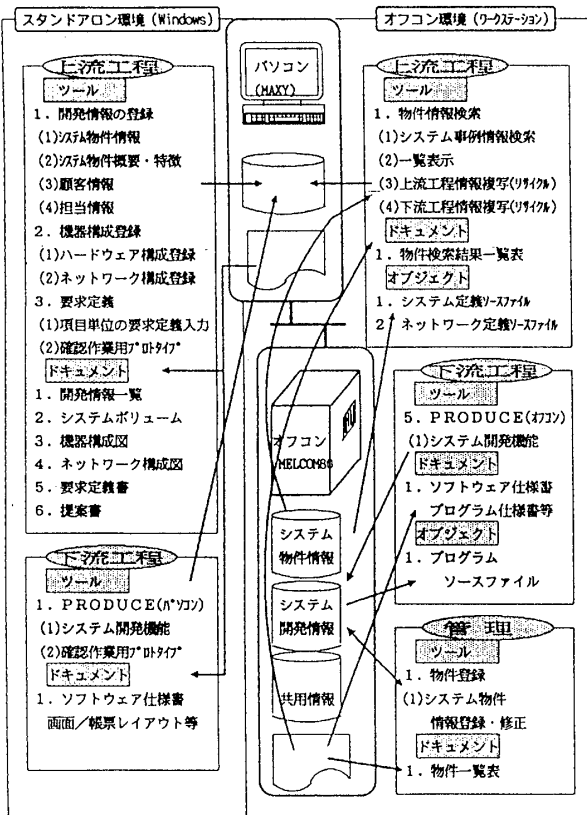 スタンドアロン環境（Windows）
上流工程
ツール
1．開発情報の登録
(1)システム物件情報
(2)システム物件概要・特徴
(3)顧客情報
(4)担当情報
2．機器構成登録
(1)ハードウェア構成登録
(2)ネットワーク構成登録
3．要求定義
(1)項目単位の要求定義入力
(2)確認作業用プロトタイプ
ドキュメント
1．開発情報一覧
2．システムボリューム
3．機器構成図
4．ネットワーク構成図
5．要求定義書
6．提案書
下流工程
ツール
1．PRODUCE(パソコン)
(1)システム開発機能
(2)確認作業用プロトタイプ
ドキュメント
1．ソフトウェア仕様書
画面／帳票レイアウト等
パソコン
(MAXY)
オフコン
MELCOM80
システム
物件情報
システム
開発情報
共用情報
オフコン環境（ワークステーション）
上流工程
ツール
1．物件情報検索
(1)システム事例情報検索
(2)一覧表示
(3)上流工程情報複写(リサイクル)
(4)下流工程情報複写(リサイクル)
ドキュメント
1．物件検索結果一覧表
オブジェクト
1．システム定義ソースファイル
2．ネットワーク定義ソースファイル
下流工程
ツール
5．PRODUCE(オフコン)
(1)システム開発機能
ドキュメント
1．ソフトウェア仕様書
プログラム仕様書等
オブジェクト
1．プログラム
ソースファイル
管理
ツール
1．物件登録
(1)システム物件
情報登録・修正
ドキュメント
1．物件一覧表